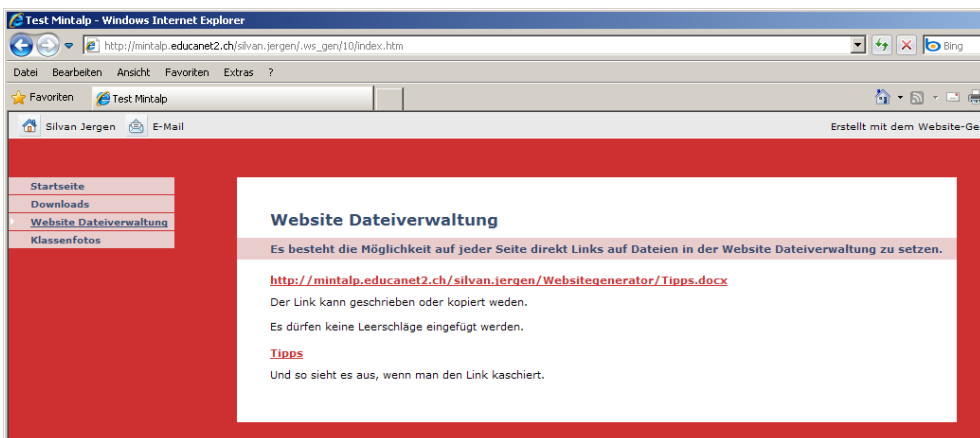 Test Mintalp - Windows Internet Explorer
http://mintalp.educanet2.ch/silvan.jergen/.ws_gen/10/index.htm
Bing
Datei Bearbeiten Ansicht Favoriten Extras ?
Favoriten Test Mintalp
Silvan Jergen E-Mail Erstellt mit dem Website-Ge
Startseite
Downloads
Website Dateiverwaltung
Klassenfotos
Website Dateiverwaltung
Es besteht die Möglichkeit auf jeder Seite direkt Links auf Dateien in der Website Dateiverwaltung zu setzen.
http://mintalp.educanet2.ch/silvan.jergen/Websitegenerator/Tipps.docx
Der Link kann geschrieben oder kopiert weden.
Es dürfen keine Leerschläge eingefügt werden.
Tipps
Und so sieht es aus, wenn man den Link kaschiert.